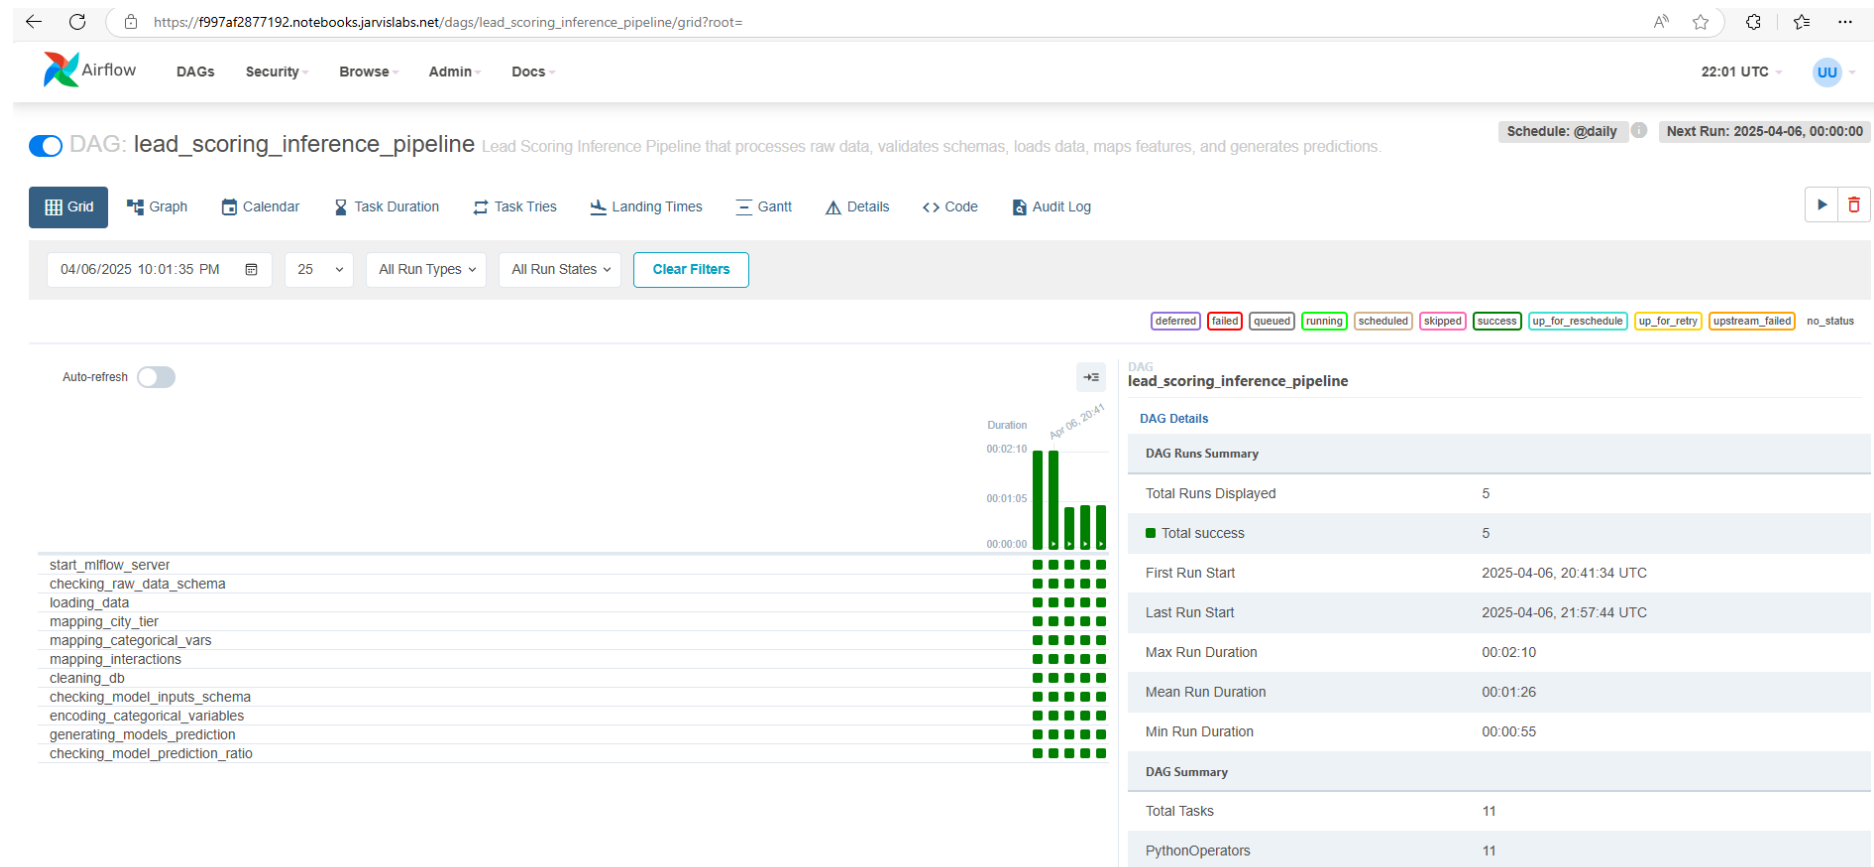 https://f997af2877192.notebooks.jarvislabs.net/dags/lead_scoring_inference_pipeline/grid?root=
Airflow DAGs Security Browse Admin Docs 22:01 UTC UU
Schedule: @daily Next Run: 2025-04-06, 00:00:00
DAG: lead_scoring_inference_pipeline Lead Scoring Inference Pipeline that processes raw data, validates schemas, loads data, maps features, and generates predictions.
Grid Graph Calendar Task Duration Task Tries Landing Times Gantt Details Code Audit Log
04/06/2025 10:01:35 PM 25 All Run Types All Run States Clear Filters
deferred failed queued running scheduled skipped success up_for_reschedule up_for_retry upstream_failed no_status
Auto-refresh
Duration
Apr 06, 20:41
00:02:10
00:01:05
00:00:00
start_mlflow_server
checking_raw_data_schema
loading_data
mapping_city_tier
mapping_categorical_vars
mapping_interactions
cleaning_db
checking_model_inputs_schema
encoding_categorical_variables
generating_models_prediction
checking_model_prediction_ratio
DAG
lead_scoring_inference_pipeline
DAG Details
DAG Runs Summary
Total Runs Displayed 5
Total success 5
First Run Start 2025-04-06, 20:41:34 UTC
Last Run Start 2025-04-06, 21:57:44 UTC
Max Run Duration 00:02:10
Mean Run Duration 00:01:26
Min Run Duration 00:00:55
DAG Summary
Total Tasks 11
PythonOperators 11